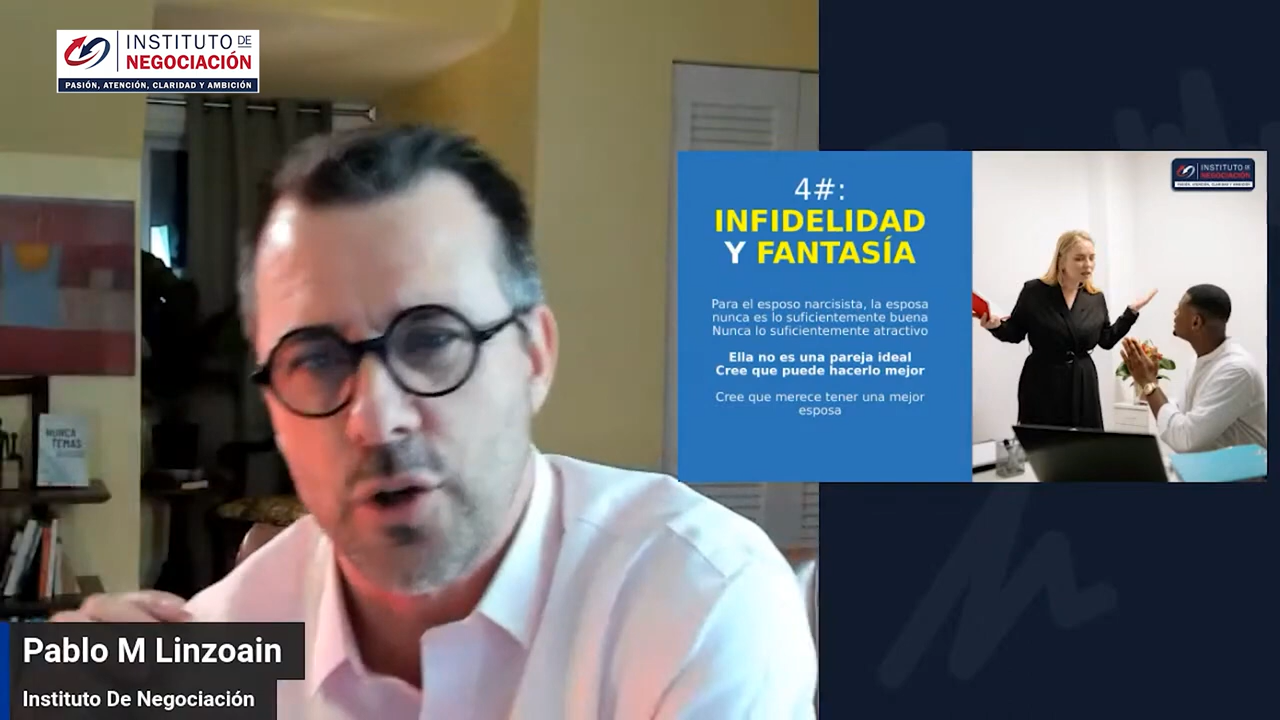 INSTITUTO DE
NEGOCIACIÓN
PASIÓN, ATENCIÓN, CLARIDAD Y AMBICIÓN
NUNCA
TEMAS
Pablo M Linzoain
Instituto De Negociación
4#:
INFIDELIDAD
Y FANTASÍA
Para el esposo narcisista, la esposa
nunca es lo suficientemente buena
Nunca lo suficientemente atractivo
Ella no es una pareja ideal
Cree que puede hacerlo mejor
Cree que merece tener una mejor
esposa
INSTITUTO DE
NEGOCIACIÓN